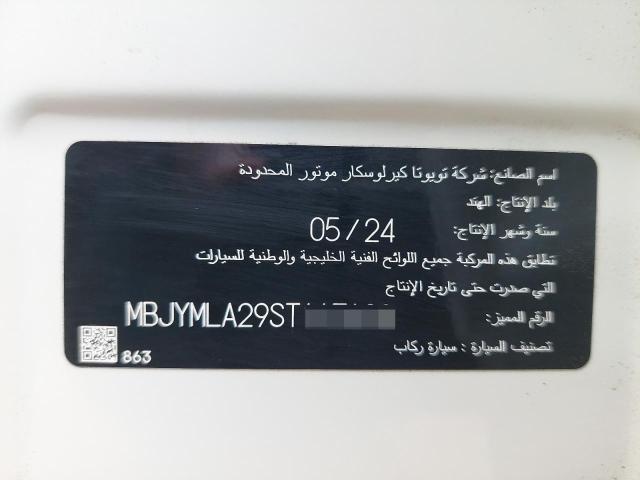 اسم الصانع: شركة تويوتا كيرلوسكار موتور المحدودة
بلد الإنتاج: الهند
سنة وشهر الإنتاج: 05/24
تطابق هذه المركبة جميع اللوائح الفنية الخليجية والوطنية للسيارات
التي صدرت حتى تاريخ الإنتاج
الرقم المميز: MBJYMLA29ST
تصنيف السيارة : سيارة ركاب
863